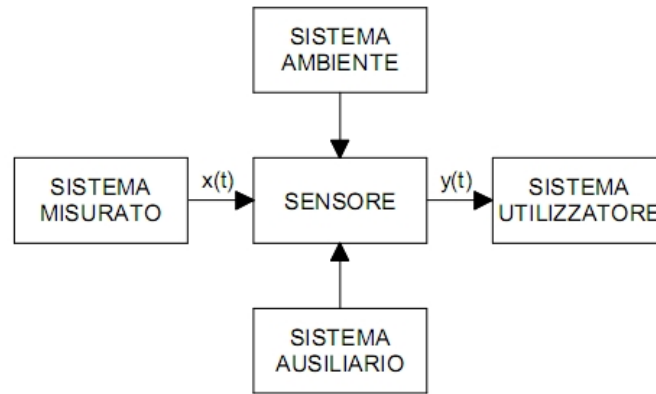 SISTEMA
AMBIENTE
SISTEMA
MISURATO
x(t)
SENSORE
y(t)
SISTEMA
UTILIZZATORE
SISTEMA
AUSILIARIO